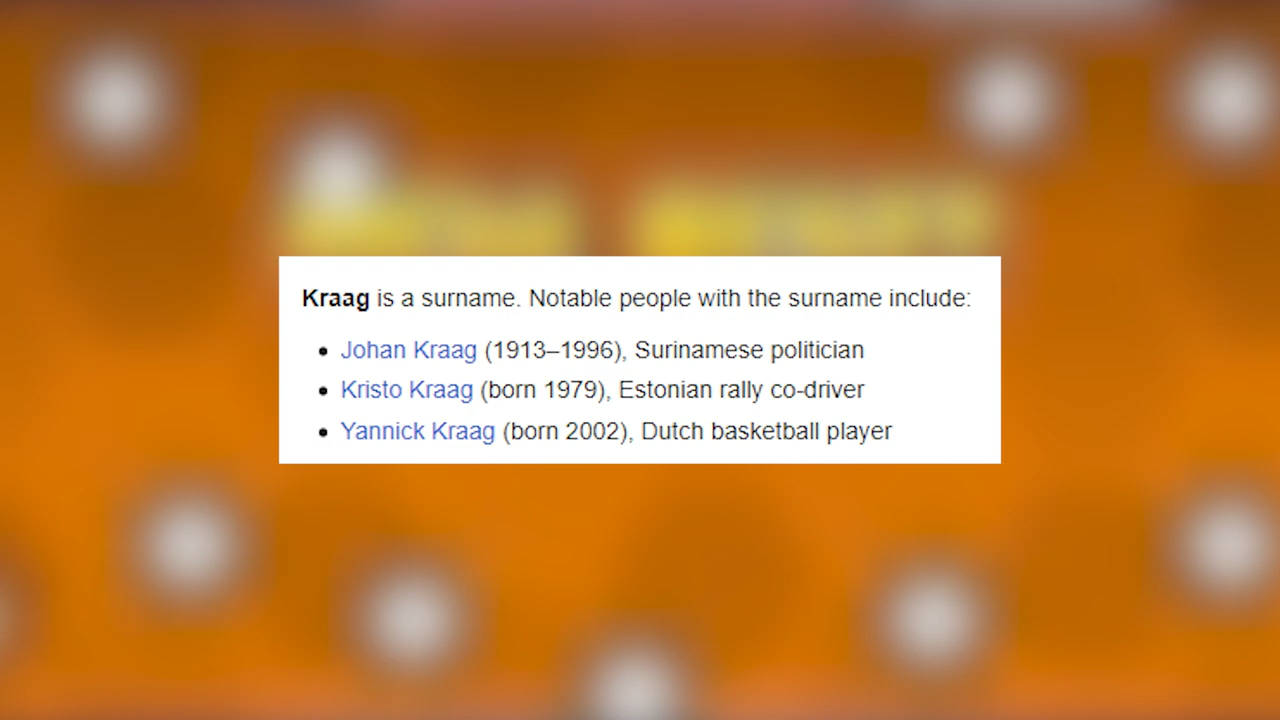 Kraag is a surname. Notable people with the surname include:
Johan Kraag (1913–1996), Surinamese politician
Kristo Kraag (born 1979), Estonian rally co-driver
Yannick Kraag (born 2002), Dutch basketball player